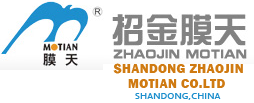 ®
MOTIAN
膜天
招金膜天
ZHAOJIN MOTIAN
SHANDONG ZHAOJIN
MOTIAN CO.LTD
SHANDONG,CHINA